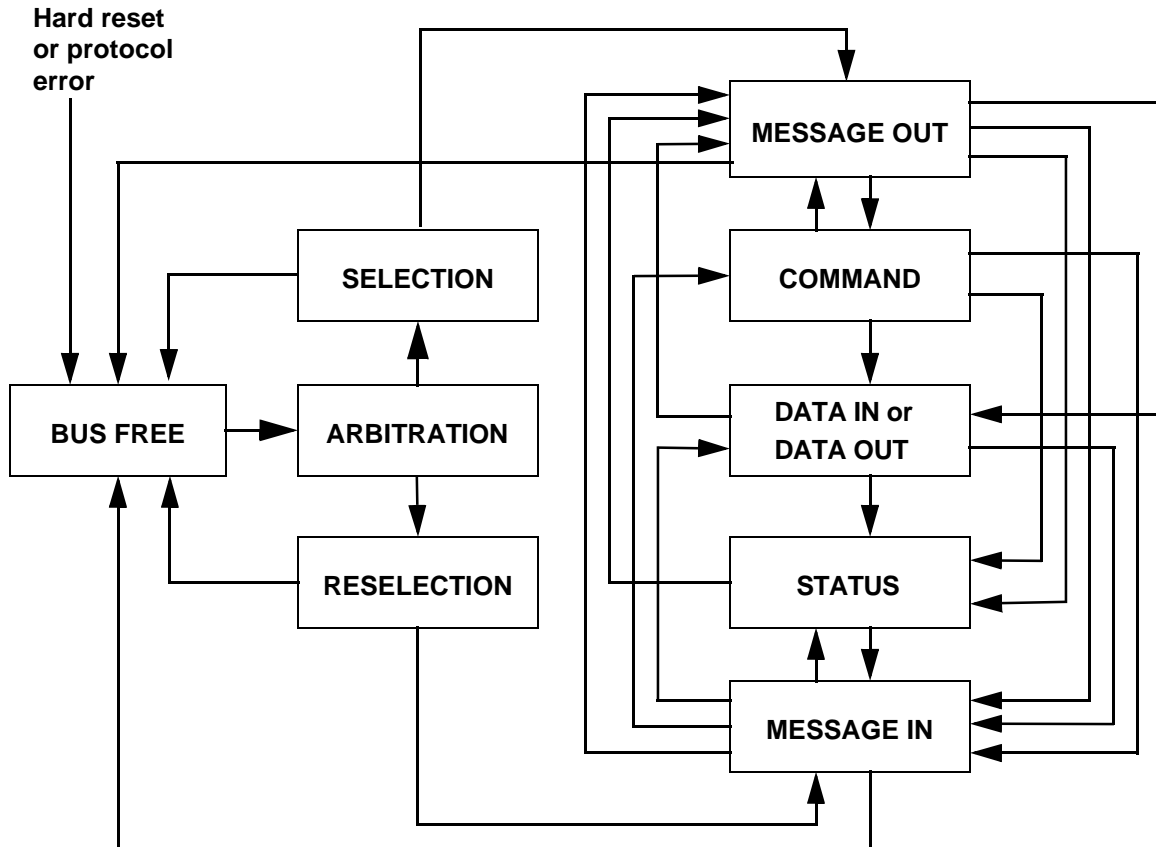 Hard reset
or protocol
error
MESSAGE OUT
SELECTION
COMMAND
BUS FREE
ARBITRATION
DATA IN or
DATA OUT
RESELECTION
STATUS
MESSAGE IN